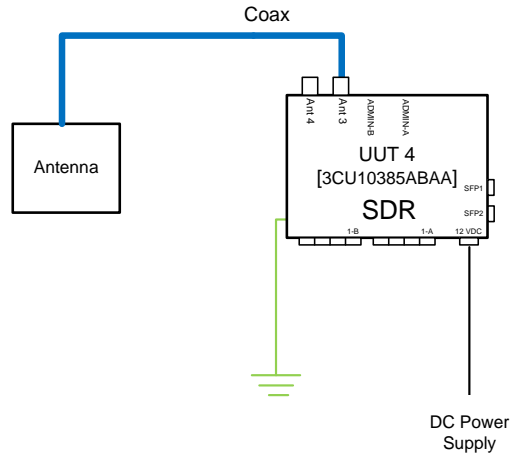 Coax
Ant 4
Ant 3
ADMIN-B
ADMIN-A
Antenna
UUT 4
[3CU10385ABAA]
SDR
SFP1
SFP2
1-B
1-A
12 VDC
DC Power
Supply